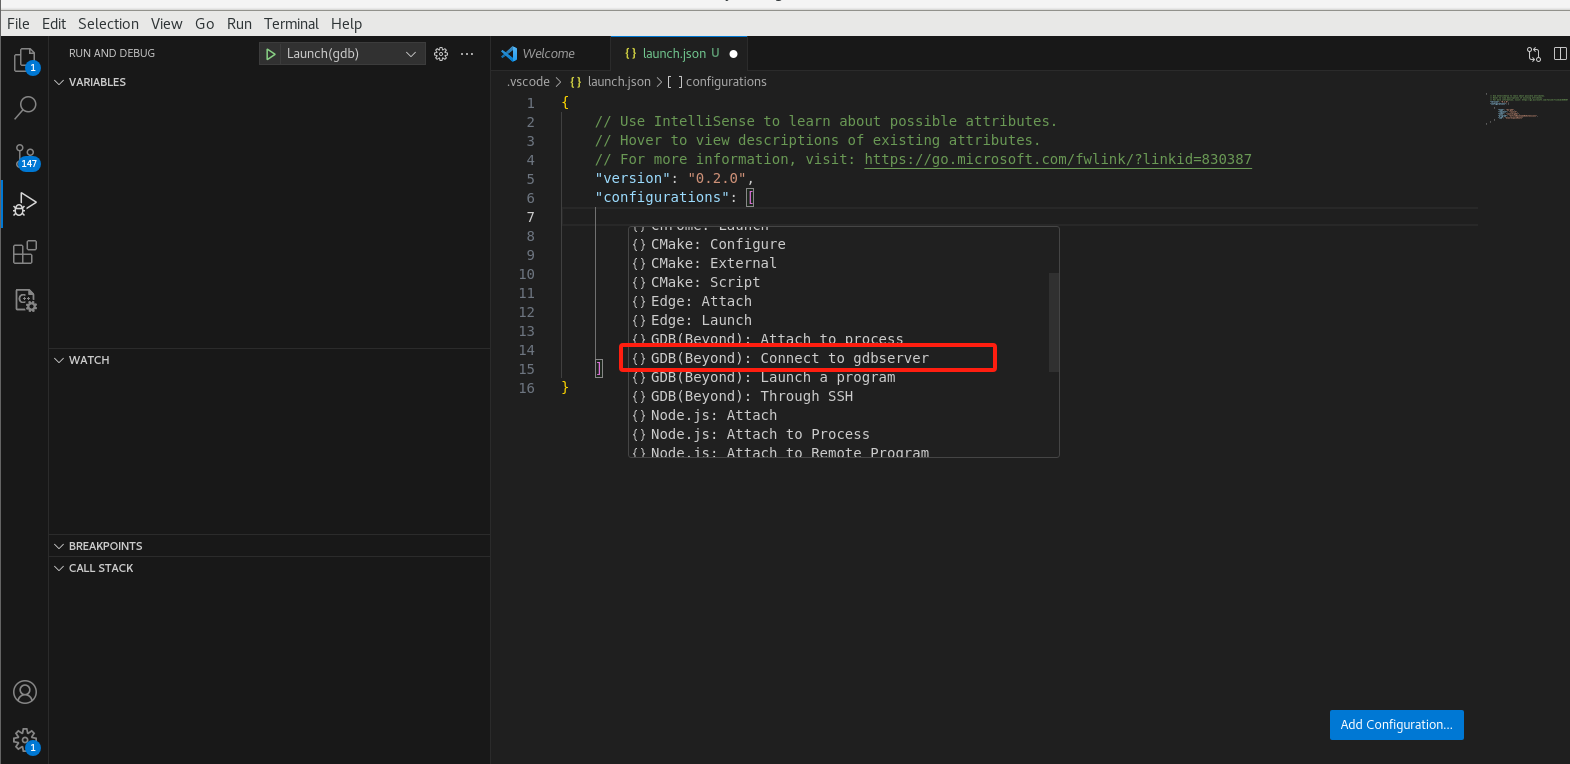 File Edit Selection View Go Run Terminal Help
RUN AND DEBUG
Launch(gdb)
1
147
1
VARIABLES
WATCH
BREAKPOINTS
CALL STACK
Welcome
launch.json U
.vscode > {} launch.json > [ ] configurations
1 {
2 // Use IntelliSense to learn about possible attributes.
3 // Hover to view descriptions of existing attributes.
4 // For more information, visit: https://go.microsoft.com/fwlink/?linkid=830387
5 "version": "0.2.0",
6 "configurations": [
7
8
9
10
11
12
13
14
15 ]
16 }
{} Chrome: Launch
{} CMake: Configure
{} CMake: External
{} CMake: Script
{} Edge: Attach
{} Edge: Launch
{} GDB(Beyond): Attach to process
{} GDB(Beyond): Connect to gdbserver
{} GDB(Beyond): Launch a program
{} GDB(Beyond): Through SSH
{} Node.js: Attach
{} Node.js: Attach to Process
{} Node.js: Attach to Remote Program
Add Configuration...